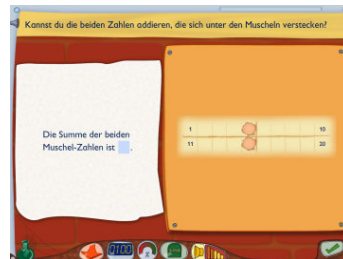 Kannst du die beiden Zahlen addieren, die sich unter den Muscheln verstecken?
Die Summe der beiden
Muschel-Zahlen ist .
1 10
11 20